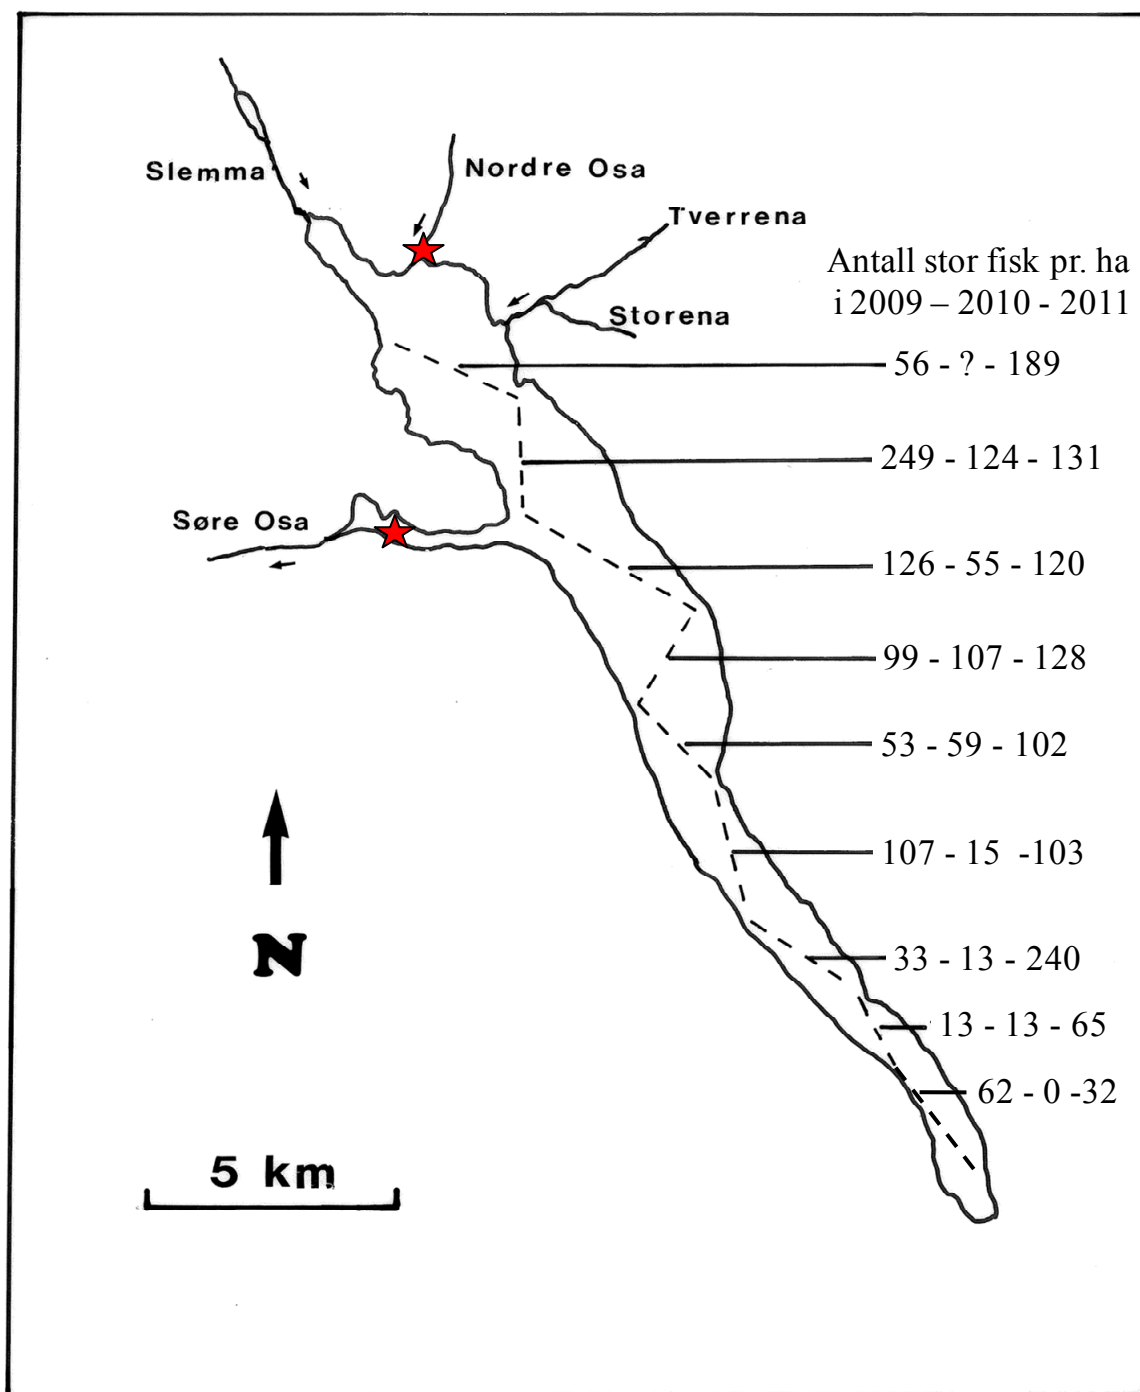 Slemma
Nordre Osa
Tverrena
Antall stor fisk pr. ha
i 2009 – 2010 - 2011
Storena
56 - ? - 189
249 - 124 - 131
Søre Osa
126 - 55 - 120
99 - 107 - 128
53 - 59 - 102
107 - 15 -103
N
33 - 13 - 240
13 - 13 - 65
62 - 0 -32
5 km